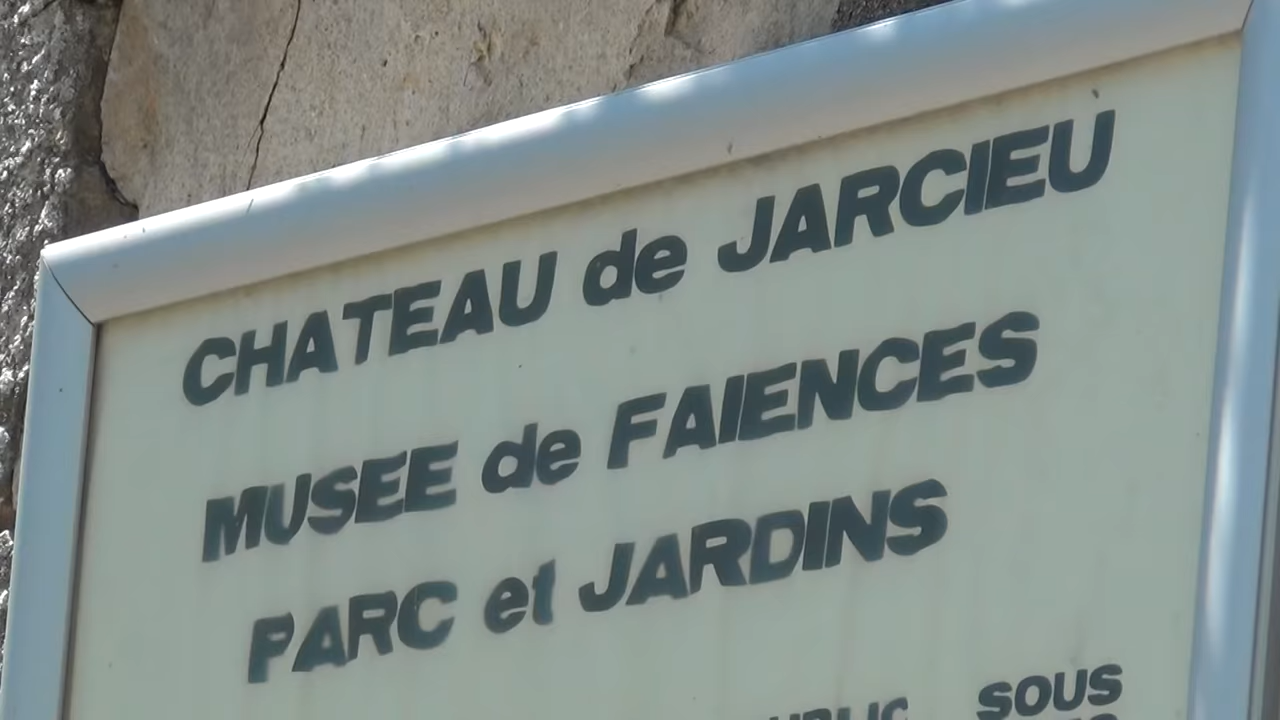 CHATEAU de JARCIEU
MUSEE de FAIENCES
PARC et JARDINS
SOUS